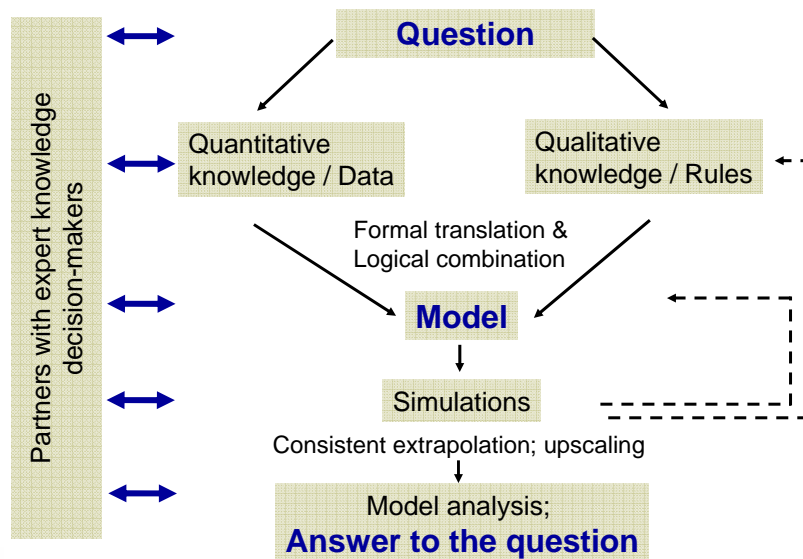 Question
Partners with expert knowledge
decision-makers
Quantitative
knowledge / Data
Qualitative
knowledge / Rules
Formal translation &
Logical combination
Model
Simulations
Consistent extrapolation; upscaling
Model analysis;
Answer to the question